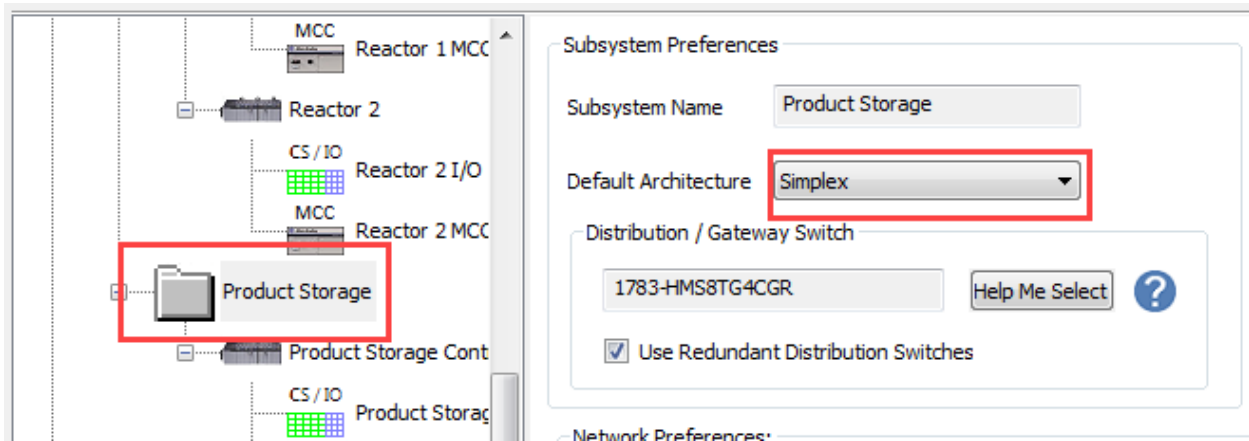 MCC
Reactor 1 MCC
Reactor 2
CS / IO
Reactor 2 I/O
MCC
Reactor 2 MCC
Product Storage
Product Storage Cont
CS / IO
Product Storag
Subsystem Preferences
Subsystem Name Product Storage
Default Architecture Simplex
Distribution / Gateway Switch
1783-HMS8TG4CGR Help Me Select ?
Use Redundant Distribution Switches
Network Preferences: